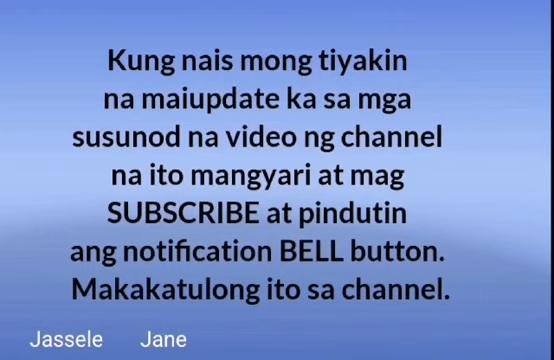 Kung nais mong tiyakin
na maiupdate ka sa mga
susunod na video ng channel
na ito mangyari at mag
SUBSCRIBE at pindutin
ang notification BELL button.
Makakatulong ito sa channel.
Jassele Jane